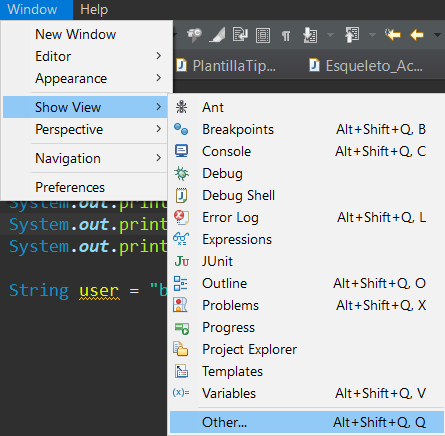 Window Help
New Window
Editor
Appearance
Show View
Perspective
Navigation
Preferences
PlantillaTip... Esqueleto_Ac...
Ant
Breakpoints Alt+Shift+Q, B
Console Alt+Shift+Q, C
Debug
Debug Shell
Error Log Alt+Shift+Q, L
Expressions
JUnit
Outline Alt+Shift+Q, O
Problems Alt+Shift+Q, X
Progress
Project Explorer
Templates
Variables Alt+Shift+Q, V
Other... Alt+Shift+Q, Q
System.out.print
System.out.print
System.out.print
String user = "b